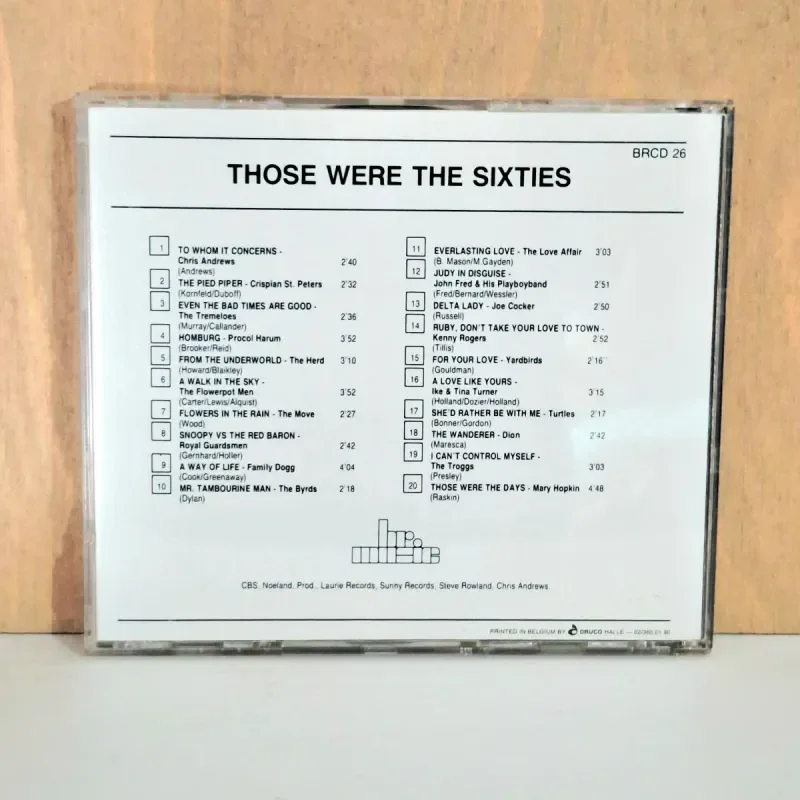 BRCD 26
THOSE WERE THE SIXTIES
1 TO WHOM IT CONCERNS -
Chris Andrews 2'40
(Andrews)
2 THE PIED PIPER - Crispian St. Peters 2'32
(Kornfeld/Duboff)
3 EVEN THE BAD TIMES ARE GOOD -
The Tremeloes 2'36
(Murray/Callander)
4 HOMBURG - Procol Harum 3'52
(Brooker/Reid)
5 FROM THE UNDERWORLD - The Herd 3'10
(Howard/Blaikley)
6 A WALK IN THE SKY -
The Flowerpot Men 3'52
(Carter/Lewis/Alquist)
7 FLOWERS IN THE RAIN - The Move 2'27
(Wood)
8 SNOOPY VS THE RED BARON -
Royal Guardsmen 2'42
(Gernhard/Holler)
9 A WAY OF LIFE - Family Dogg 4'04
(Cook/Greenaway)
10 MR. TAMBOURINE MAN - The Byrds 2'18
(Dylan)
11 EVERLASTING LOVE - The Love Affair 3'03
(B. Mason/M.Gayden)
12 JUDY IN DISGUISE -
John Fred & His Playboyband 2'51
(Fred/Bernard/Wessler)
13 DELTA LADY - Joe Cocker 2'50
(Russell)
14 RUBY, DON'T TAKE YOUR LOVE TO TOWN -
Kenny Rogers 2'52
(Tillis)
15 FOR YOUR LOVE - Yardbirds 2'16
(Gouldman)
16 A LOVE LIKE YOURS -
Ike & Tina Turner 3'15
(Holland/Dozier/Holland)
17 SHE'D RATHER BE WITH ME - Turtles 2'17
(Bonner/Gordon)
18 THE WANDERER - Dion 2'42
(Maresca)
19 I CAN'T CONTROL MYSELF -
The Troggs 3'03
(Presley)
20 THOSE WERE THE DAYS - Mary Hopkin 4'48
(Raskin)
CBS, Noeland, Prod., Laurie Records, Sunny Records, Steve Rowland, Chris Andrews.
PRINTED IN BELGIUM BY DRUCO HALLE